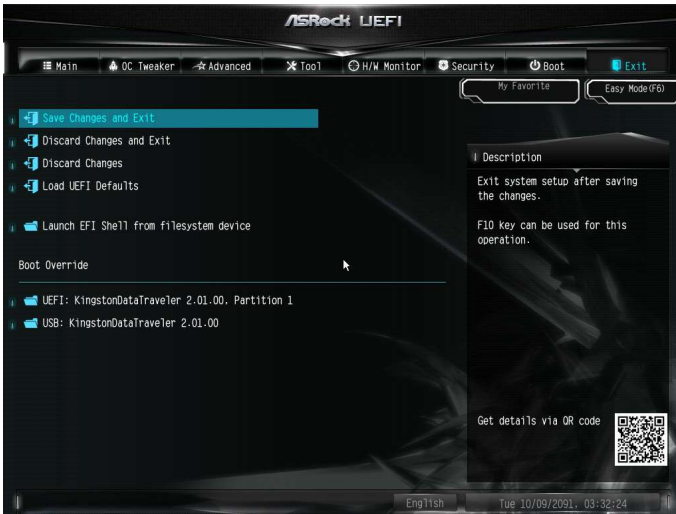 ASRock UEFI
Main OC Tweaker Advanced Tool H/W Monitor Security Boot Exit
My Favorite Easy Mode(F6)
Save Changes and Exit
Discard Changes and Exit
Discard Changes
Load UEFI Defaults
Launch EFI Shell from filesystem device
Boot Override
UEFI: KingstonDataTraveler 2.01.00, Partition 1
USB: KingstonDataTraveler 2.01.00
Description
Exit system setup after saving
the changes.
F10 Key can be used for this
operation.
Get details via QR code
English Tue 10/09/2091, 03:32:24